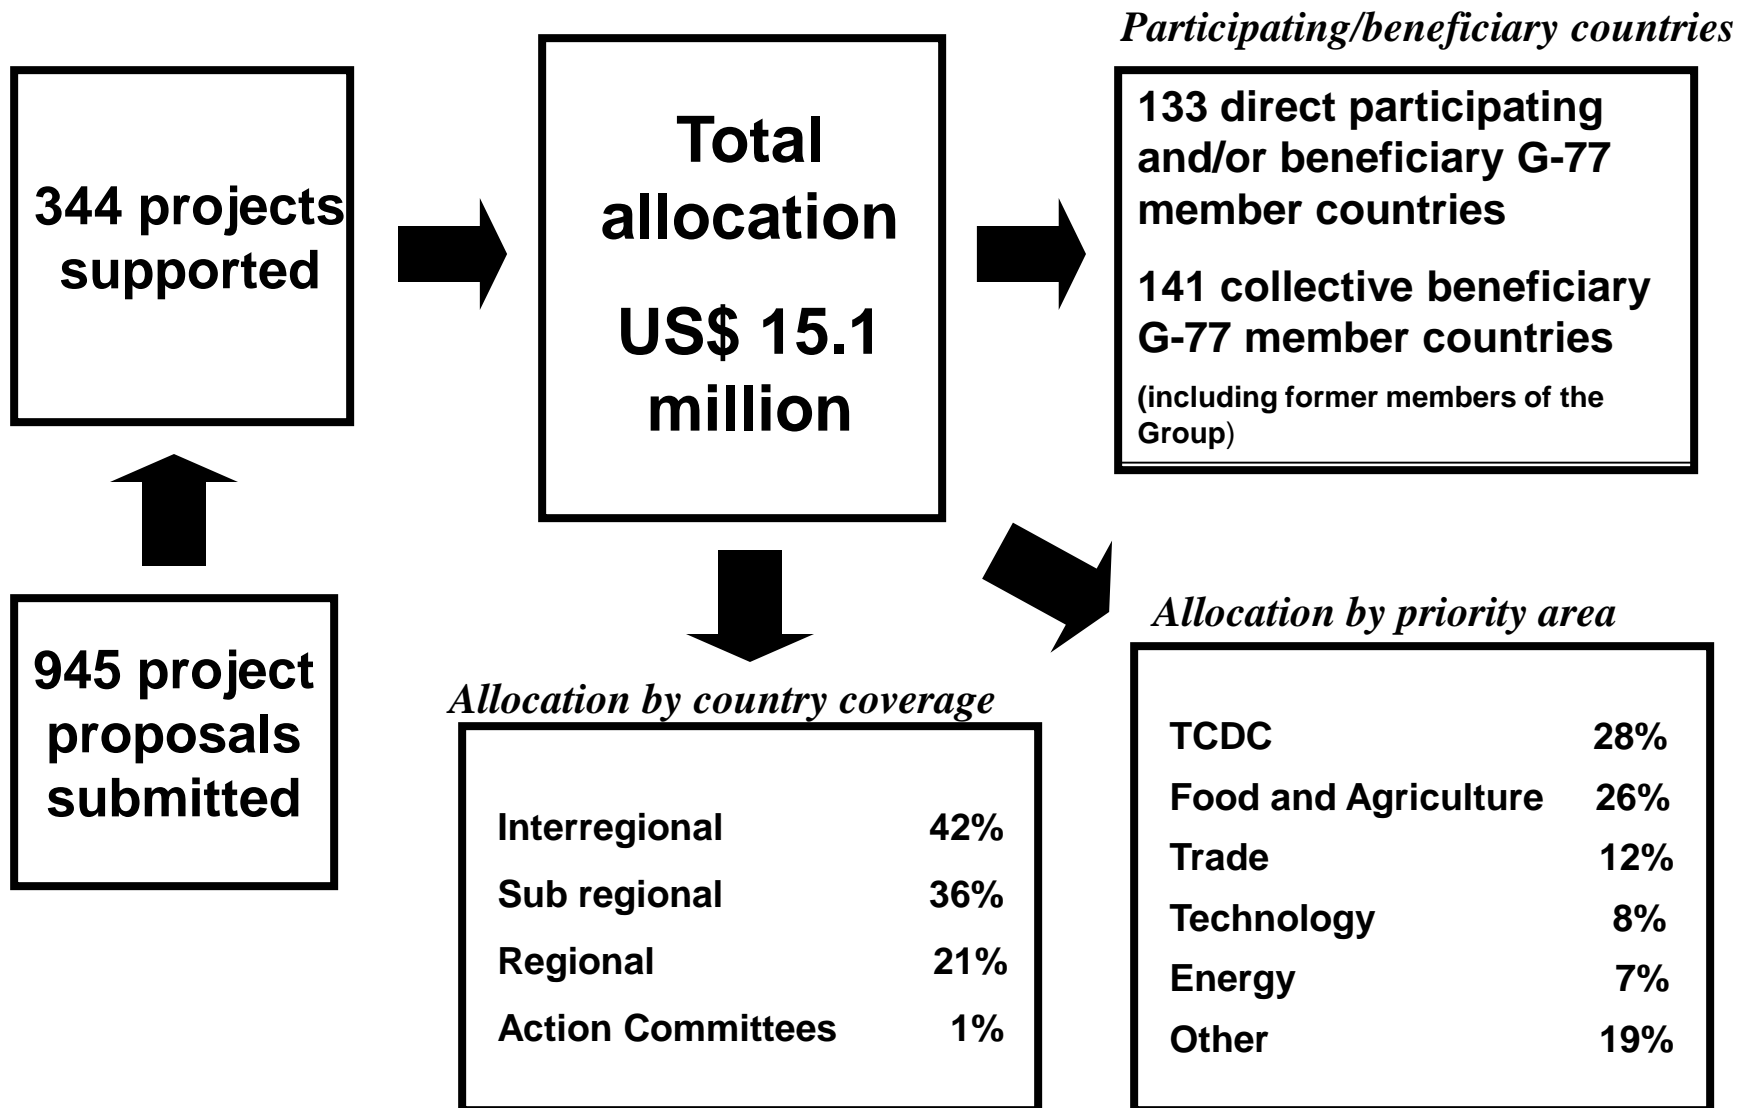 344 projects
supported
945 project
proposals
submitted
Total
allocation
US$ 15.1
million
Participating/beneficiary countries
133 direct participating
and/or beneficiary G-77
member countries
141 collective beneficiary
G-77 member countries
(including former members of the
Group)
Allocation by country coverage
Interregional 42%
Sub regional 36%
Regional 21%
Action Committees 1%
Allocation by priority area
TCDC 28%
Food and Agriculture 26%
Trade 12%
Technology 8%
Energy 7%
Other 19%